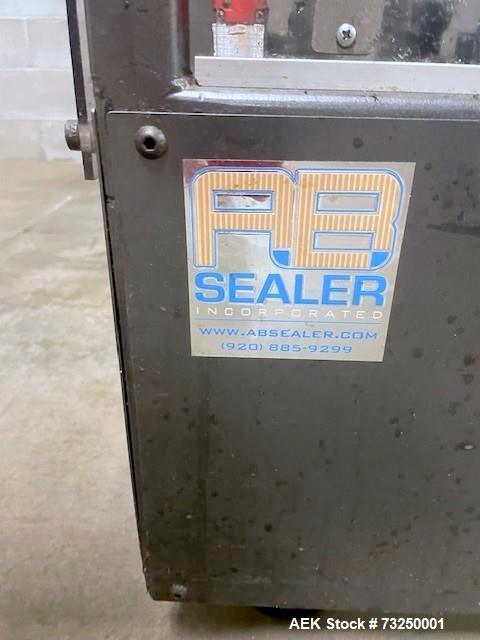 AB
SEALER
INCORPORATED
WWW.ABSEALER.COM
(920) 885-9299
AEK Stock # 73250001